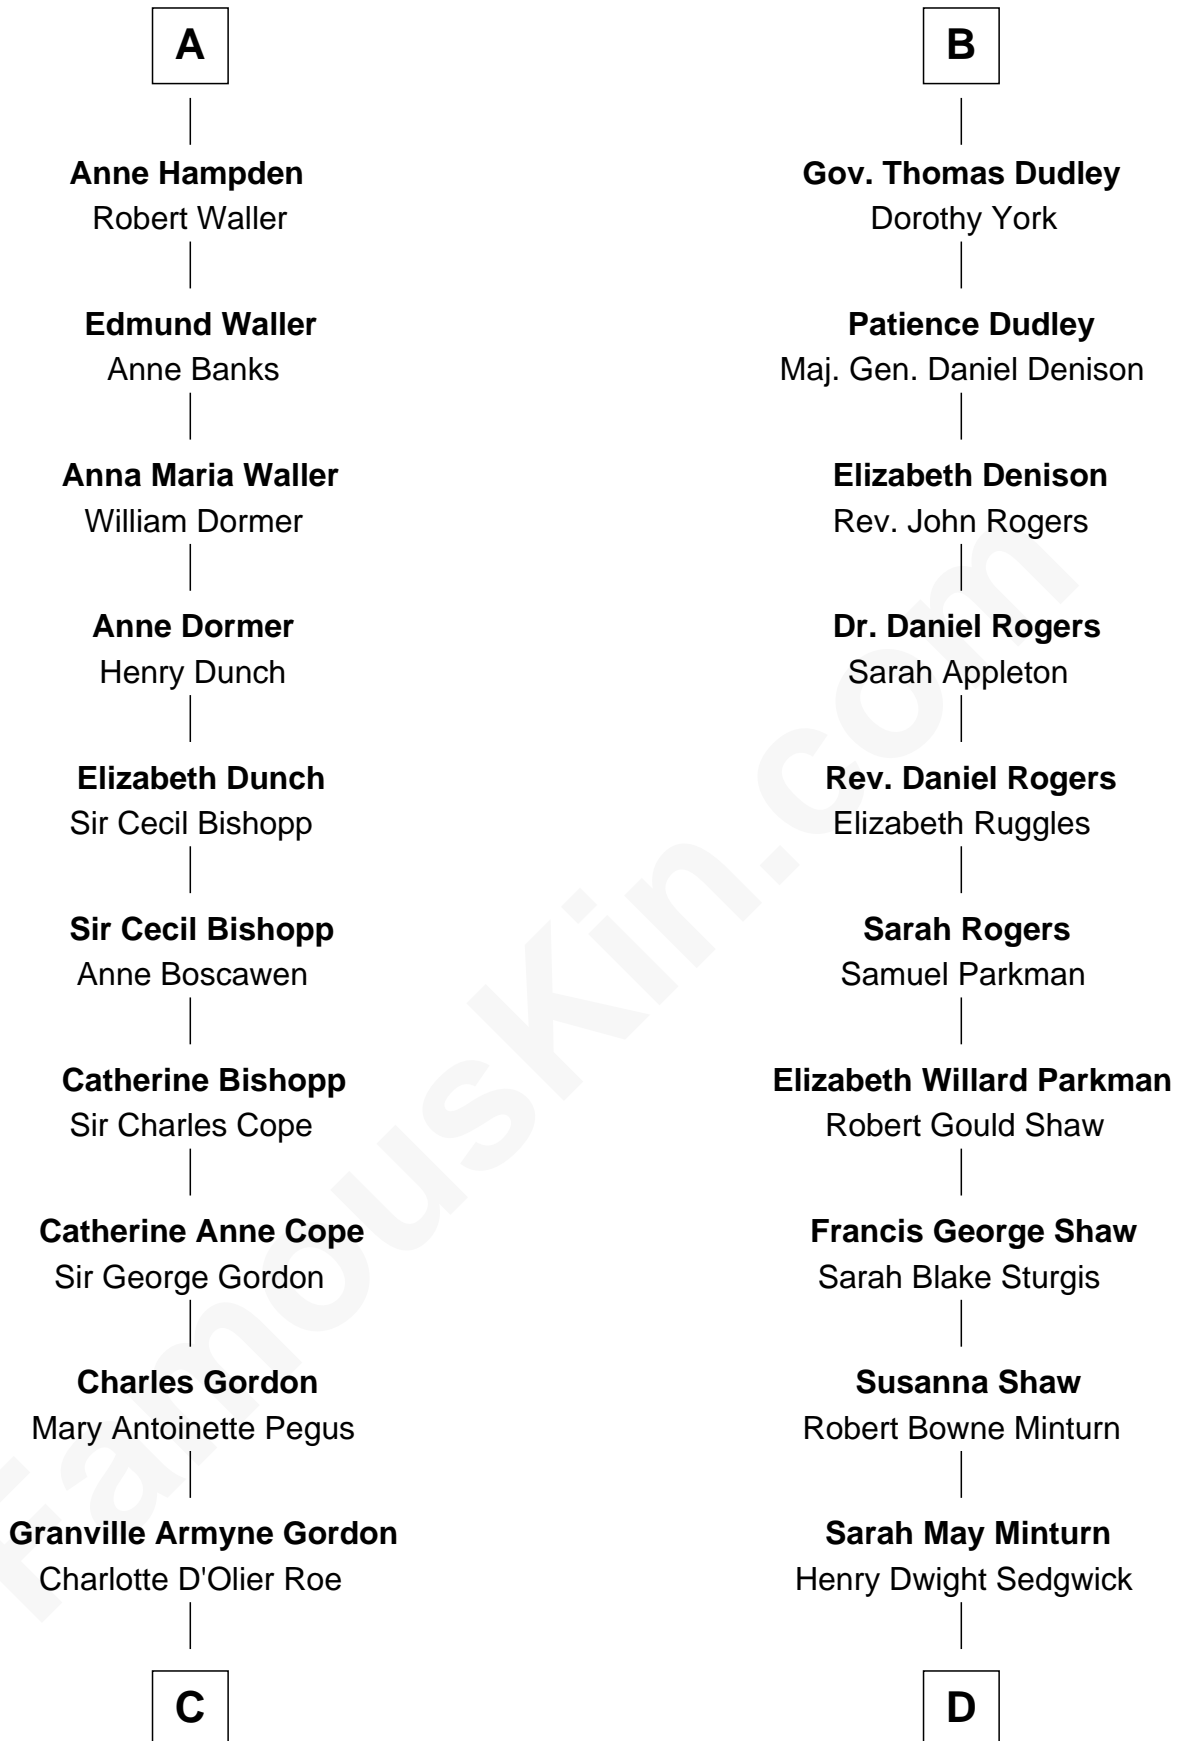 A
Anne Hampden
Robert Waller
Edmund Waller
Anne Banks
Anna Maria Waller
William Dormer
Anne Dormer
Henry Dunch
Elizabeth Dunch
Sir Cecil Bishopp
Sir Cecil Bishopp
Anne Boscawen
Catherine Bishopp
Sir Charles Cope
Catherine Anne Cope
Sir George Gordon
Charles Gordon
Mary Antoinette Pegus
Granville Armyne Gordon
Charlotte D'Olier Roe
C
B
Gov. Thomas Dudley
Dorothy York
Patience Dudley
Maj. Gen. Daniel Denison
Elizabeth Denison
Rev. John Rogers
Dr. Daniel Rogers
Sarah Appleton
Rev. Daniel Rogers
Elizabeth Ruggles
Sarah Rogers
Samuel Parkman
Elizabeth Willard Parkman
Robert Gould Shaw
Francis George Shaw
Sarah Blake Sturgis
Susanna Shaw
Robert Bowne Minturn
Sarah May Minturn
Henry Dwight Sedgwick
D
FamousKin.com